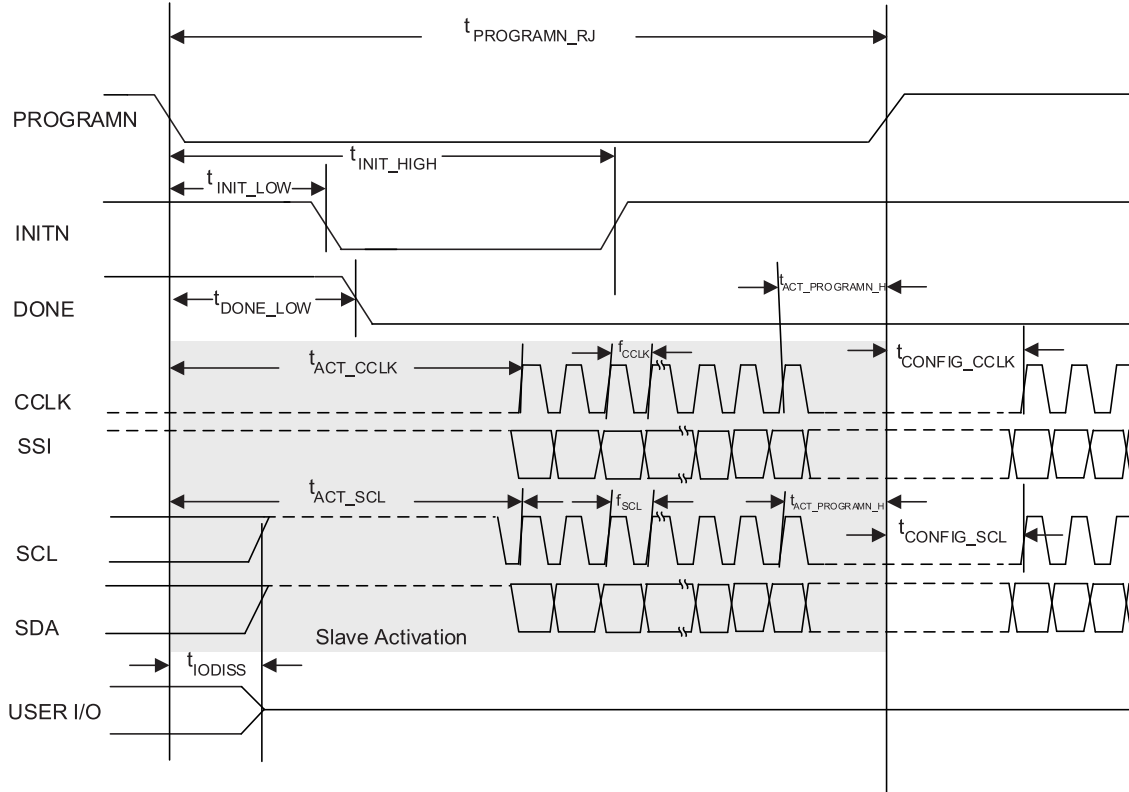 tPROGRAMN_RJ
PROGRAMN
tINIT_HIGH
tINIT_LOW
INITN
tACT_PROGRAMN_H
DONE
tDONE_LOW
fCCLK
tACT_CCLK
tCONFIG_CCLK
CCLK
SSI
tACT_SCL
fSCL
tACT_PROGRAMN_H
SCL
tCONFIG_SCL
SDA
Slave Activation
tIODISS
USER I/O